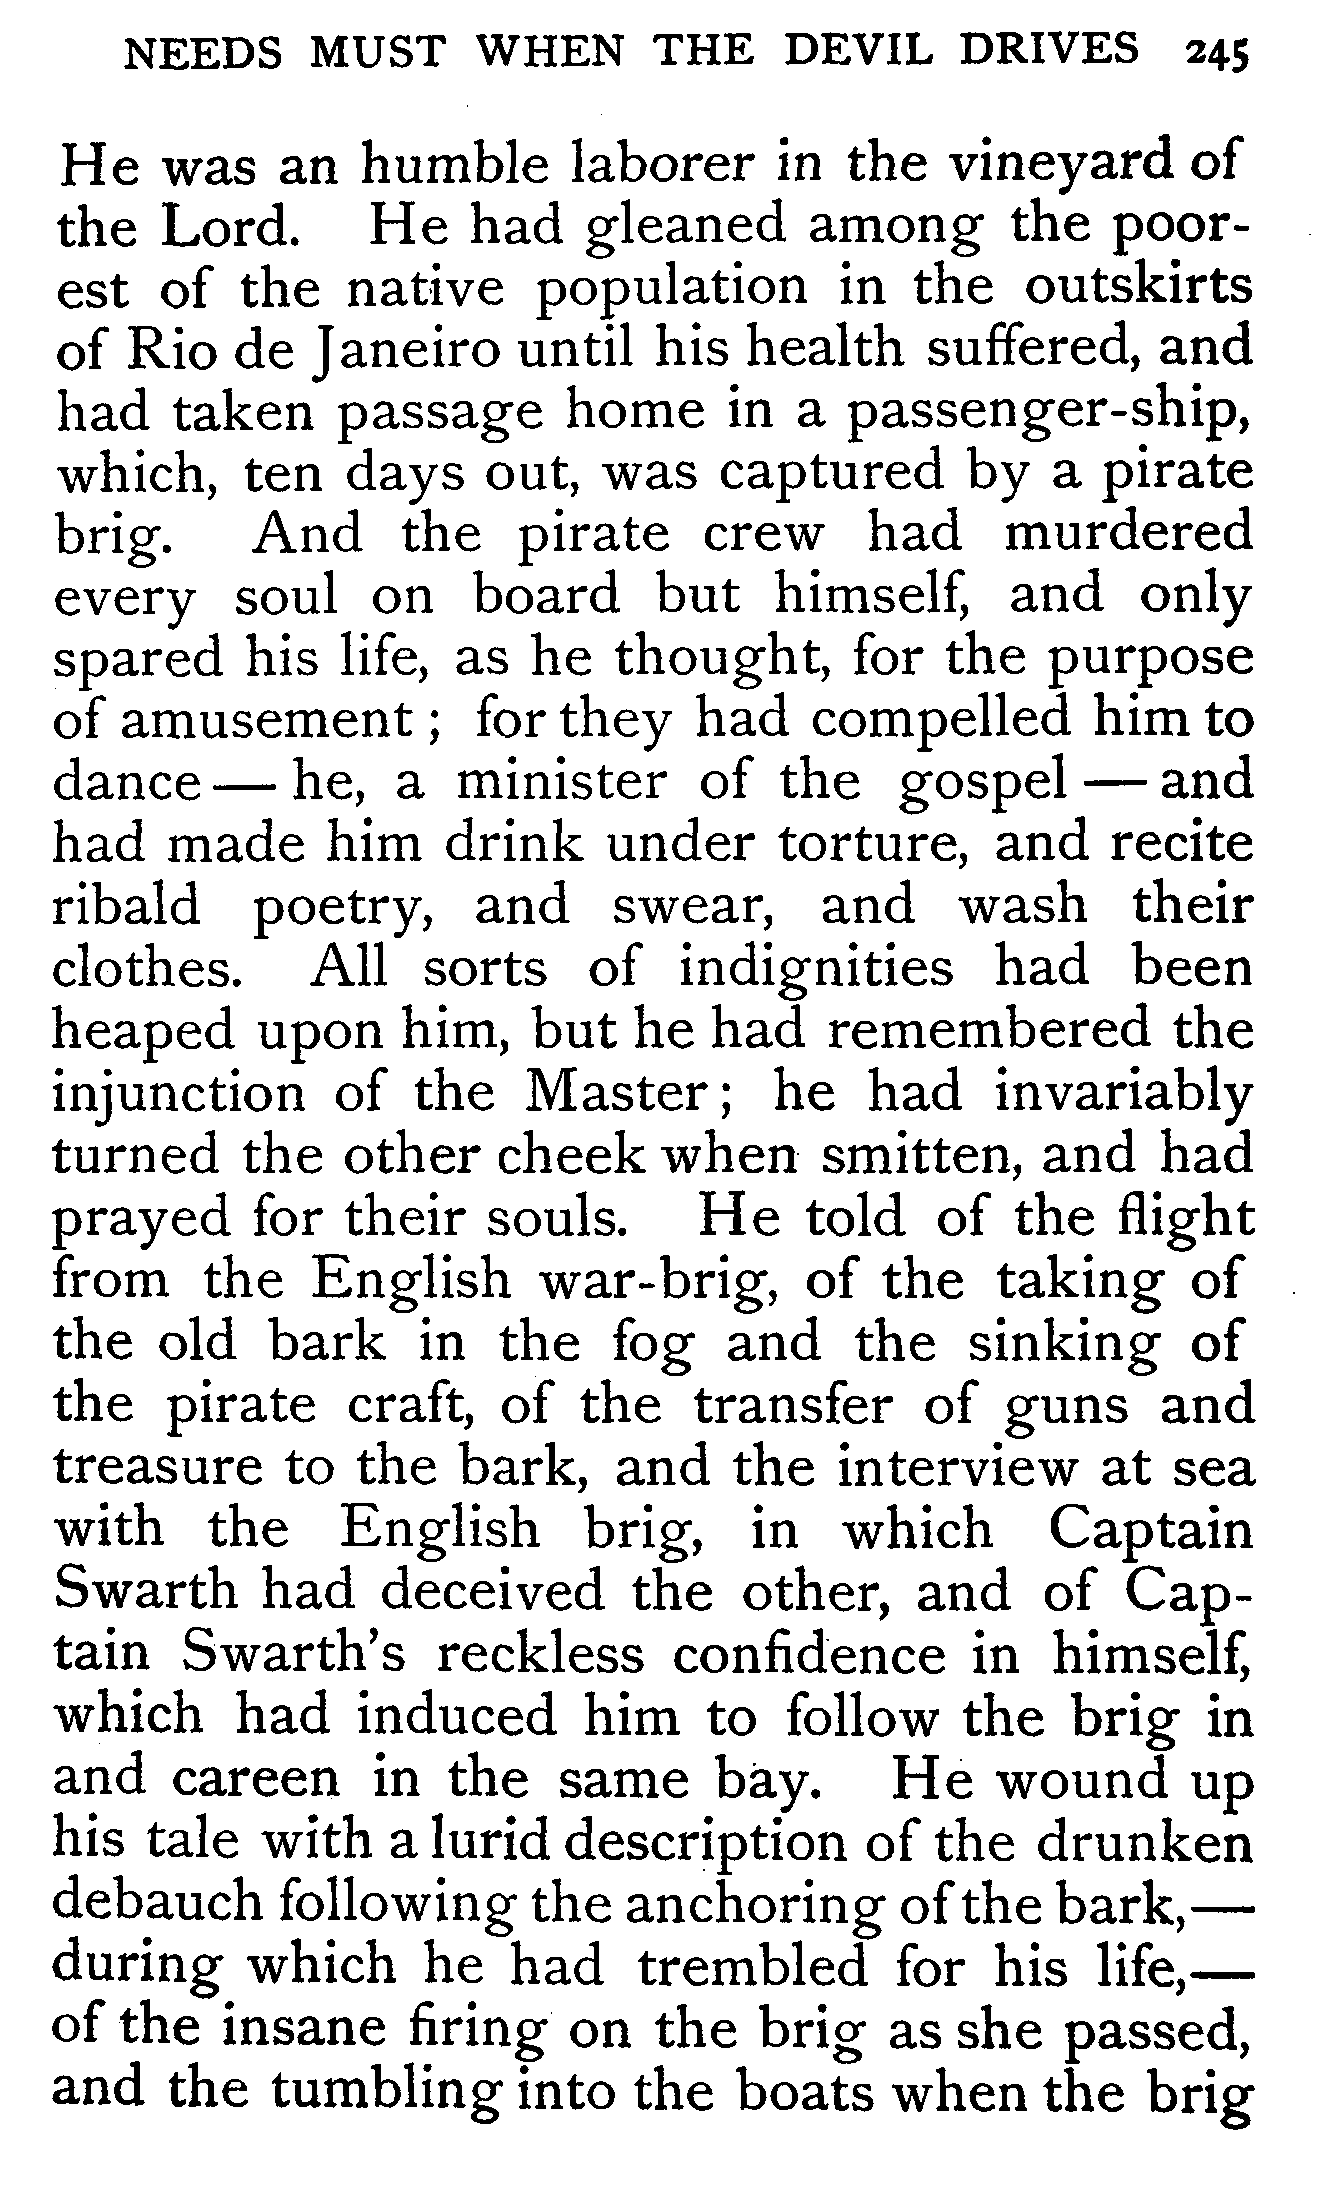 NEEDS MUST WHEN THE DEVIL DRIVES 245
He was an humble laborer in the vineyard of
the Lord. He had gleaned among the poor-
est of the native population in the outskirts
of Rio de Janeiro until his health suffered, and
had taken passage home in a passenger-ship,
which, ten days out, was captured by a pirate
brig. And the pirate crew had murdered
every soul on board but himself, and only
spared his life, as he thought, for the purpose
of amusement; for they had compelled him to
dance — he, a minister of the gospel — and
had made him drink under torture, and recite
ribald poetry, and swear, and wash their
clothes. All sorts of indignities had been
heaped upon him, but he had remembered the
injunction of the Master; he had invariably
turned the other cheek when smitten, and had
prayed for their souls. He told of the flight
from the English war-brig, of the taking of
the old bark in the fog and the sinking of
the pirate craft, of the transfer of guns and
treasure to the bark, and the interview at sea
with the English brig, in which Captain
Swarth had deceived the other, and of Cap-
tain Swarth's reckless confidence in himself,
which had induced him to follow the brig in
and careen in the same bay. He wound up
his tale with a lurid description of the drunken
debauch following the anchoring of the bark,—
during which he had trembled for his life,—
of the insane firing on the brig as she passed,
and the tumbling into the boats when the brig